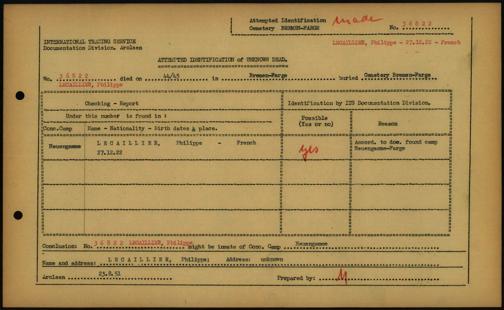 Attempted Identification made No. 36822
Cemetery BREMEN-FARGE
INTERNATIONAL TRACING SERVICE
Documentation Division, Arolsen
LECAILLIER, Philippe - 27.12.22 - French
ATTEMPTED IDENTIFICATION of UNKNOWN DEAD.
No. 36822 died on 44/45 in Bremen-Farge buried Cemetery Bremen-Farge
LECAILLIER, Philippe
Checking - Report
Identification by ITS Documentation Division.
Under this number is found in :
Possible (Yes or no)
Reason
Conc.Camp Name - Nationality - Birth dates & place.
Neuengamme LECAILLIER, Philippe - French
27.12.22
yes
Accord. to doc. found camp
Neuengamme-Farge
Conclusion: No. 36822 LECAILLIER, Philippe might be inmate of Conc. Camp Neuengamme
Name and address: LECAILLIER, Philippe: Address: unknown
Arolsen 23.8.51 Prepared by: